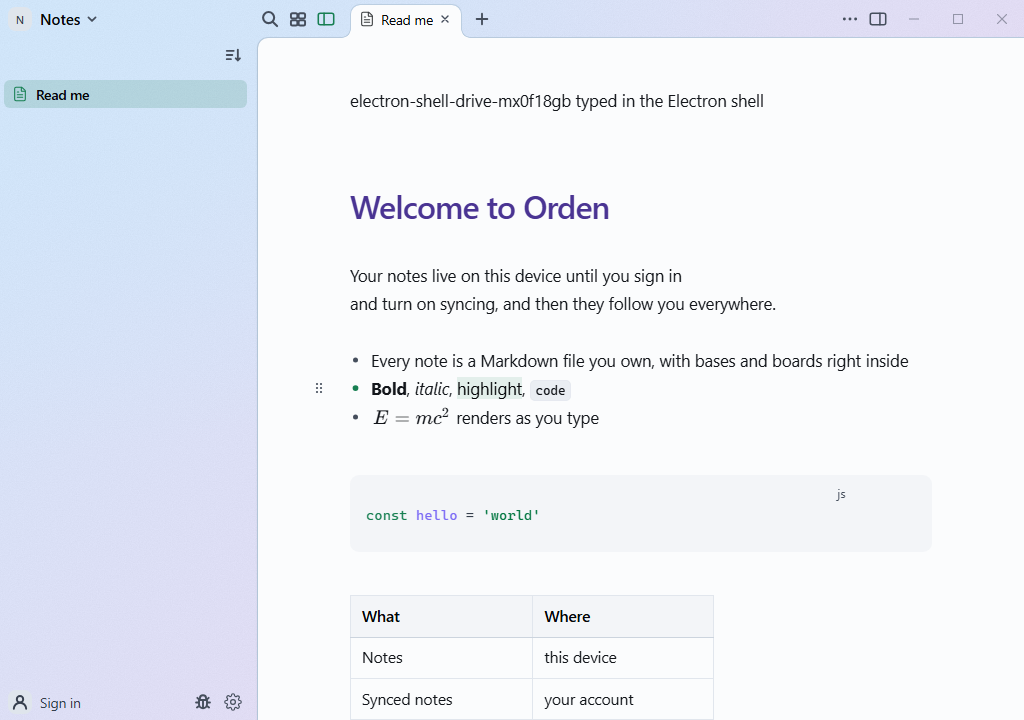 N Notes
Read me
Read me
electron-shell-drive-mx0f18gb typed in the Electron shell
Welcome to Orden
Your notes live on this device until you sign in
and turn on syncing, and then they follow you everywhere.
Every note is a Markdown file you own, with bases and boards right inside
Bold, italic, highlight, code
E = mc² renders as you type
js
const hello = 'world'
What Where
Notes this device
Synced notes your account
Sign in